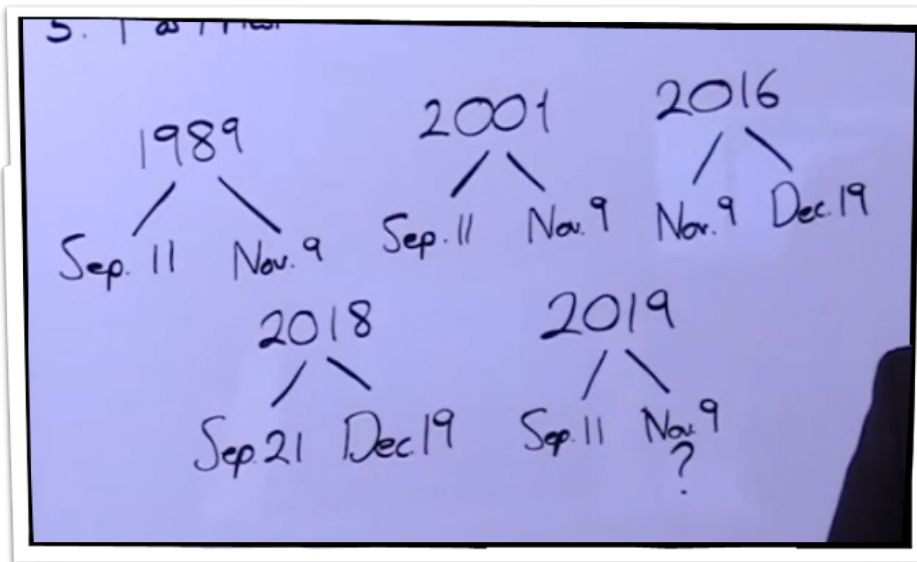 5.
1989
2001
2016
Sep. 11 Nov. 9
Sep. 11 Nov. 9
Nov. 9 Dec. 19
2018
2019
Sep. 21 Dec. 19
Sep. 11 Nov. 9
?